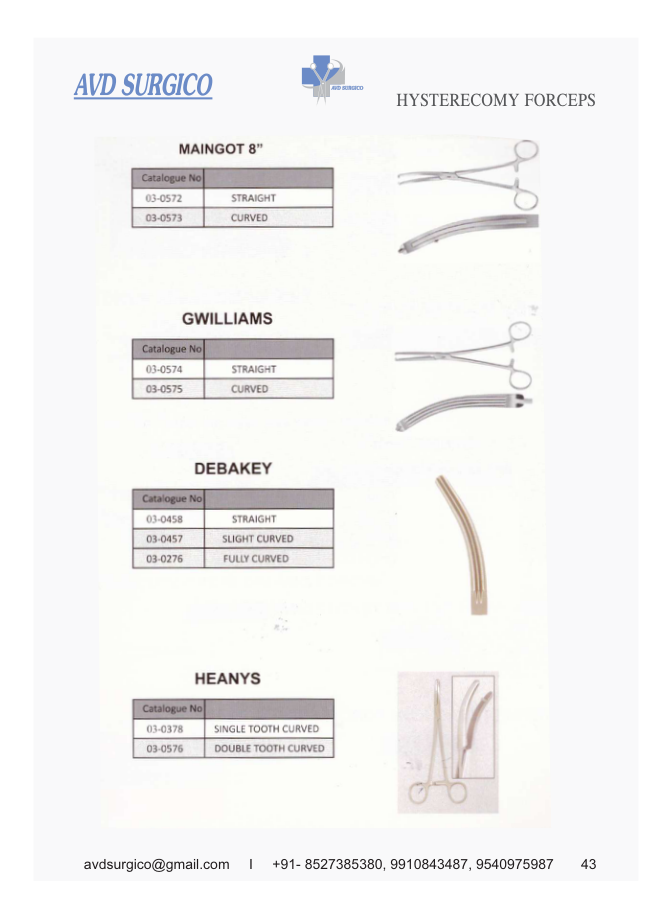 AVD SURGICO
AVD SURGICO
HYSTERECOMY FORCEPS
MAINGOT 8”
Catalogue No
03-0572 STRAIGHT
03-0573 CURVED
GWILLIAMS
Catalogue No
03-0574 STRAIGHT
03-0575 CURVED
DEBAKEY
Catalogue No
03-0458 STRAIGHT
03-0457 SLIGHT CURVED
03-0276 FULLY CURVED
HEANYS
Catalogue No
03-0378 SINGLE TOOTH CURVED
03-0576 DOUBLE TOOTH CURVED
avdsurgico@gmail.com I +91- 8527385380, 9910843487, 9540975987 43